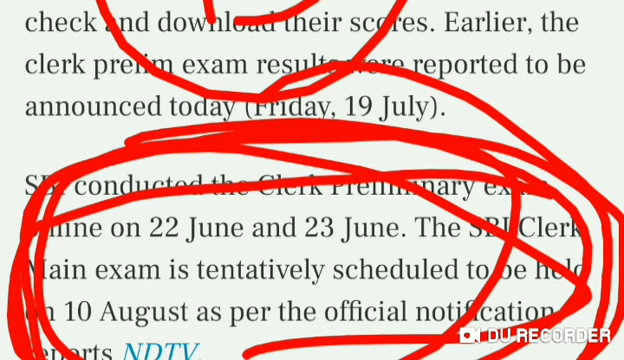 check and download their scores. Earlier, the
clerk prelim exam results were reported to be
announced today (Friday, 19 July).
SBI conducted the Clerk Preliminary exam
online on 22 June and 23 June. The SBI Clerk
Main exam is tentatively scheduled to be held
on 10 August as per the official notification
reports NDTV.
DU RECORDER